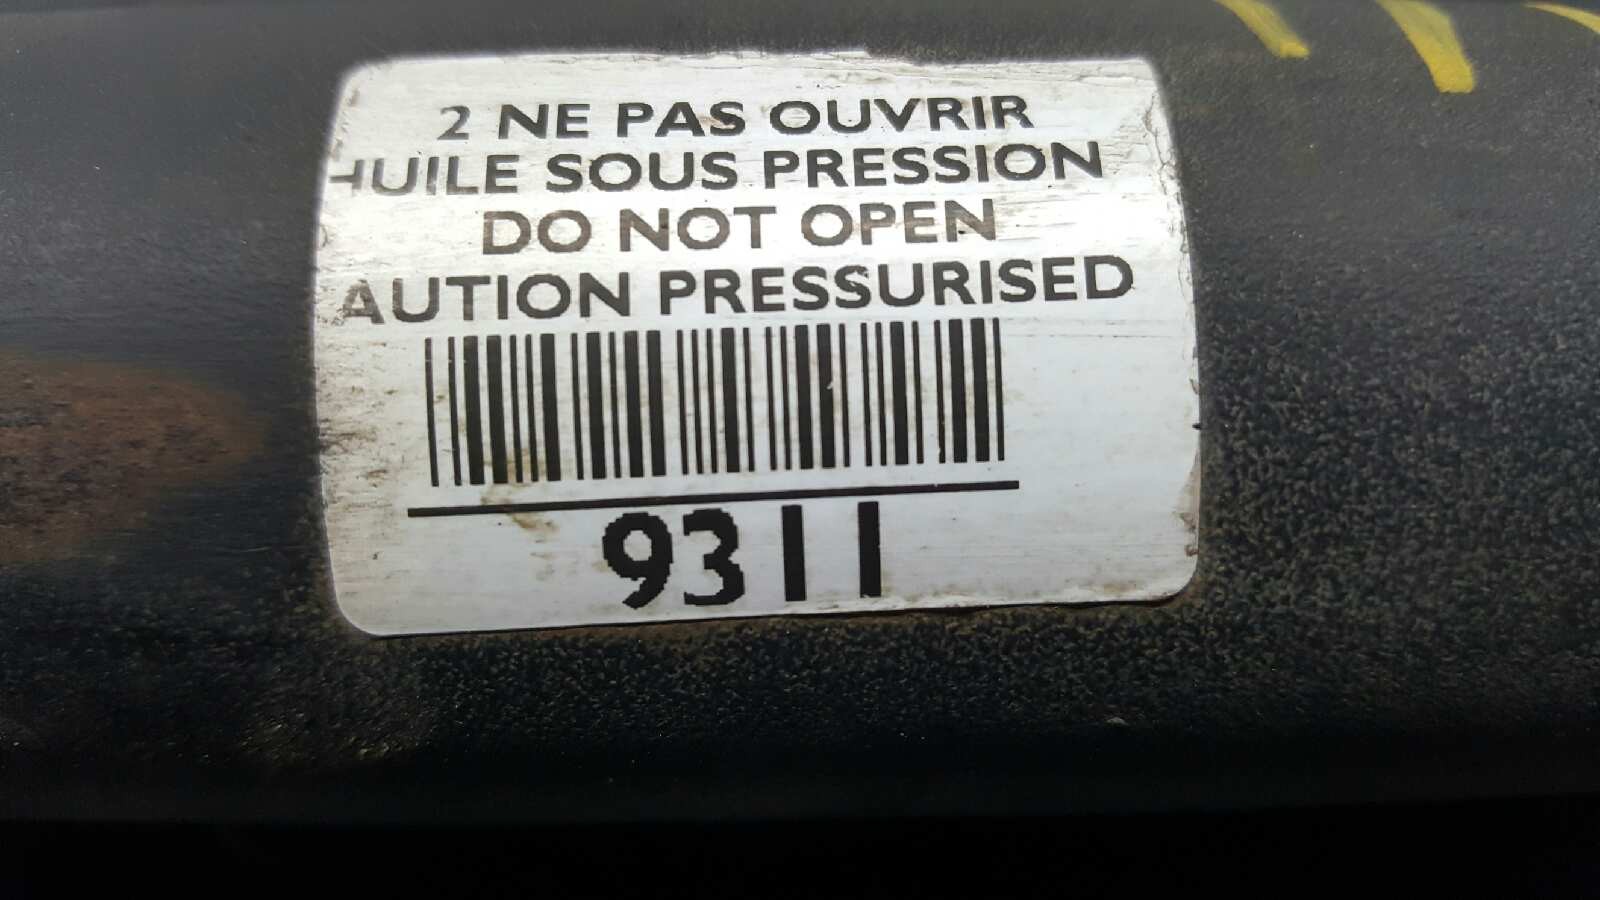 2 NE PAS OUVRIR
HUILE SOUS PRESSION
DO NOT OPEN
AUTION PRESSURISED
9311